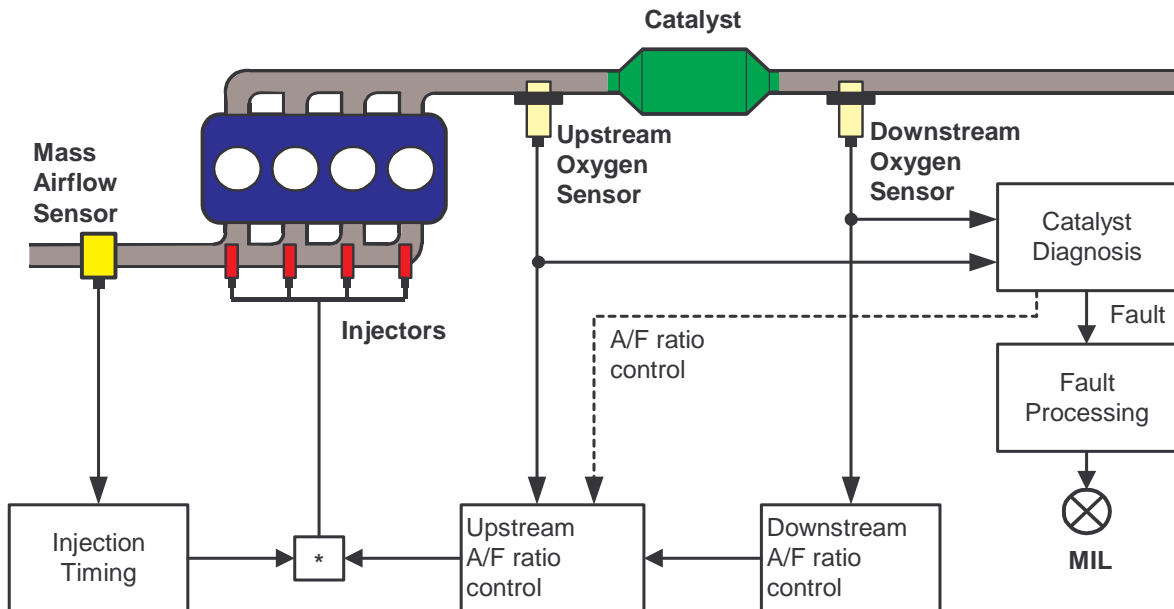 Catalyst
Mass
Airflow
Sensor
Upstream
Oxygen
Sensor
Downstream
Oxygen
Sensor
Catalyst
Diagnosis
Injectors
A/F ratio
control
Fault
Fault
Processing
Injection
Timing
*
Upstream
A/F ratio
control
Downstream
A/F ratio
control
MIL